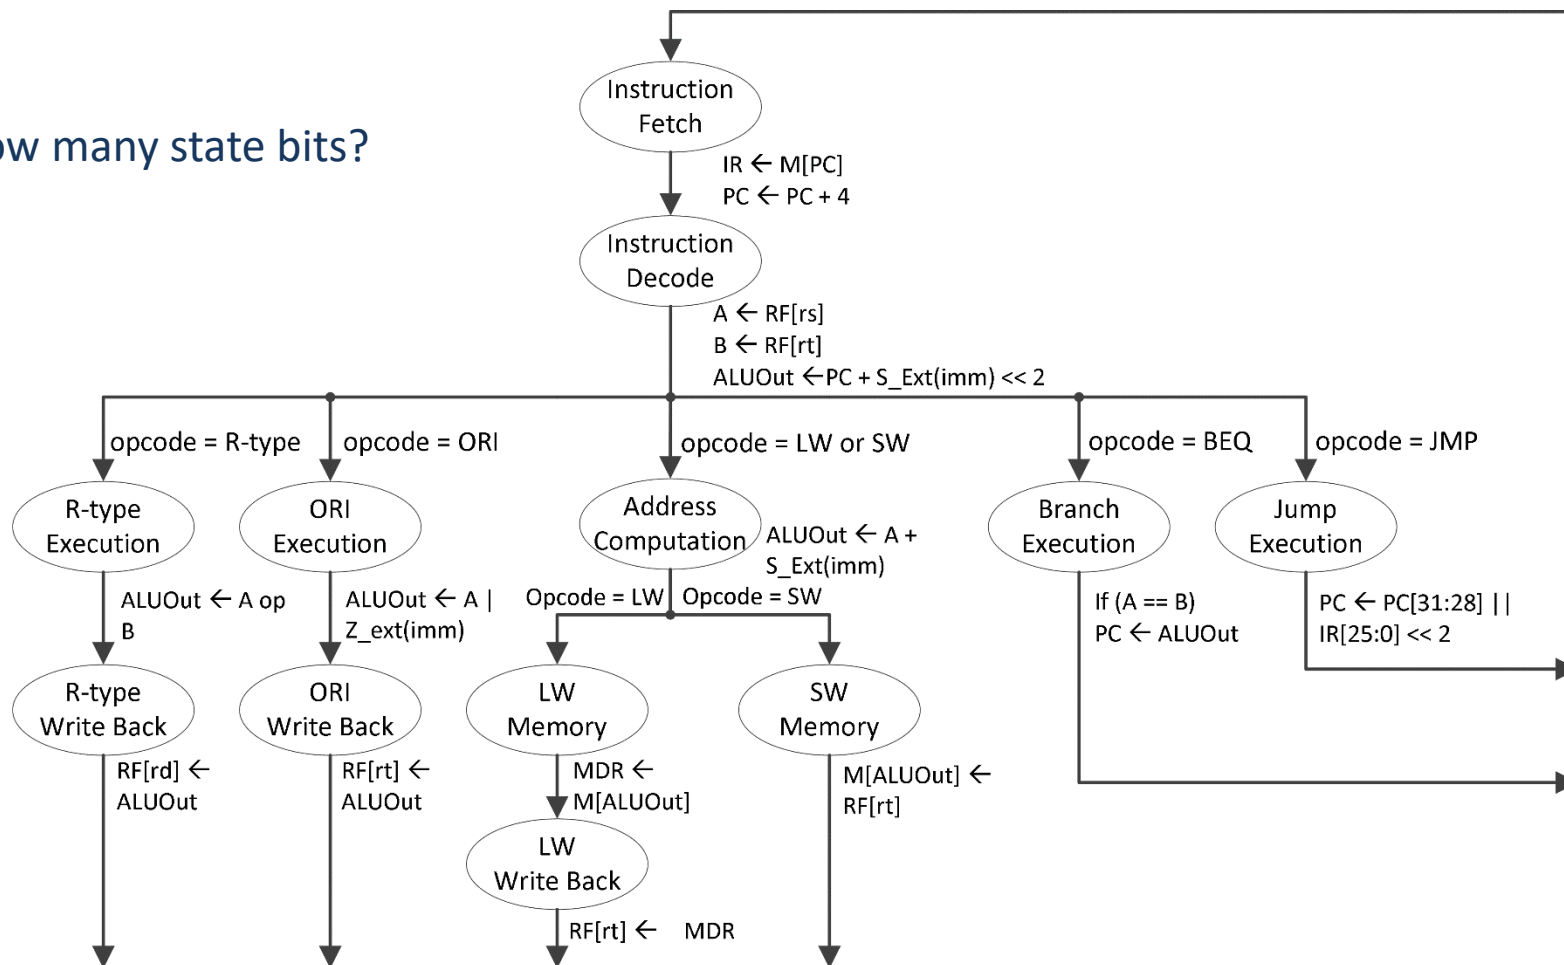 Instruction
Fetch
ow many state bits?
IR ← M[PC]
PC ← PC + 4
Instruction
Decode
A ← RF[rs]
B ← RF[rt]
ALUOut ←PC + S_Ext(imm) << 2
opcode = R-type
opcode = ORI
opcode = LW or SW
opcode = BEQ
opcode = JMP
R-type
Execution
ORI
Execution
Address
Computation
Branch
Execution
Jump
Execution
ALUOut ← A +
S_Ext(imm)
ALUOut ← A op
B
ALUOut ← A |
Z_ext(imm)
Opcode = LW
Opcode = SW
If (A == B)
PC ← ALUOut
PC ← PC[31:28] ||
IR[25:0] << 2
R-type
Write Back
ORI
Write Back
LW
Memory
SW
Memory
RF[rd] ←
ALUOut
RF[rt] ←
ALUOut
MDR ←
M[ALUOut]
M[ALUOut] ←
RF[rt]
LW
Write Back
RF[rt] ← MDR